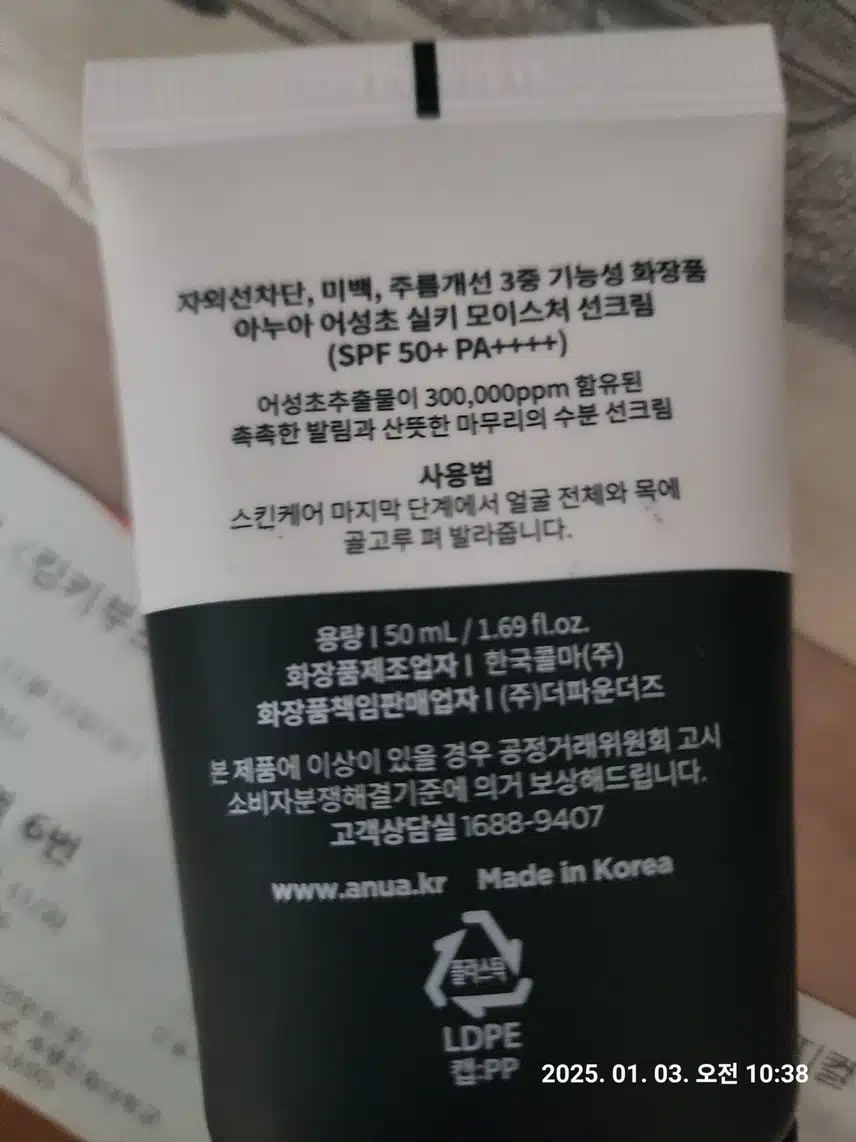 자외선차단, 미백, 주름개선 3중 기능성 화장품
아누아 어성초 실키 모이스처 선크림
(SPF 50+ PA++++)
어성초추출물이 300,000ppm 함유된
촉촉한 발림과 산뜻한 마무리의 수분 선크림
사용법
스킨케어 마지막 단계에서 얼굴 전체와 목에
골고루 펴 발라줍니다.
용량 | 50 mL / 1.69 fl.oz.
화장품제조업자 | 한국콜마(주)
화장품책임판매업자 | (주)더파운더즈
본 제품에 이상이 있을 경우 공정거래위원회 고시
소비자분쟁해결기준에 의거 보상해드립니다.
고객상담실 1688-9407
www.anua.kr Made in Korea
플라스틱
LDPE
캡:PP
6번
2025. 01. 03. 오전 10:38